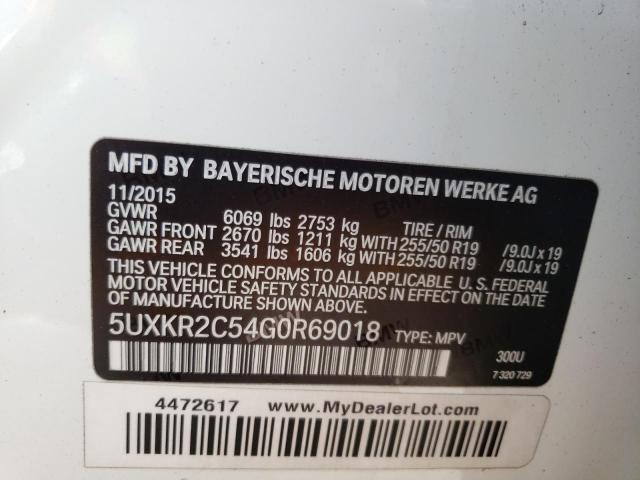 MFD BY BAYERISCHE MOTOREN WERKE AG
11/2015
GVWR 6069 lbs 2753 kg TIRE / RIM
GAWR FRONT 2670 lbs 1211 kg WITH 255/50 R19 /9.0J x 19
GAWR REAR 3541 lbs 1606 kg WITH 255/50 R19 /9.0J x 19
THIS VEHICLE CONFORMS TO ALL APPLICABLE U.S. FEDERAL
MOTOR VEHICLE SAFETY STANDARDS IN EFFECT ON
THE DATE OF MANUFACTURE SHOWN ABOVE.
5UXKR2C54G0R69018 TYPE: MPV 300U
7 320 729
4472617 www.MyDealerLot.com